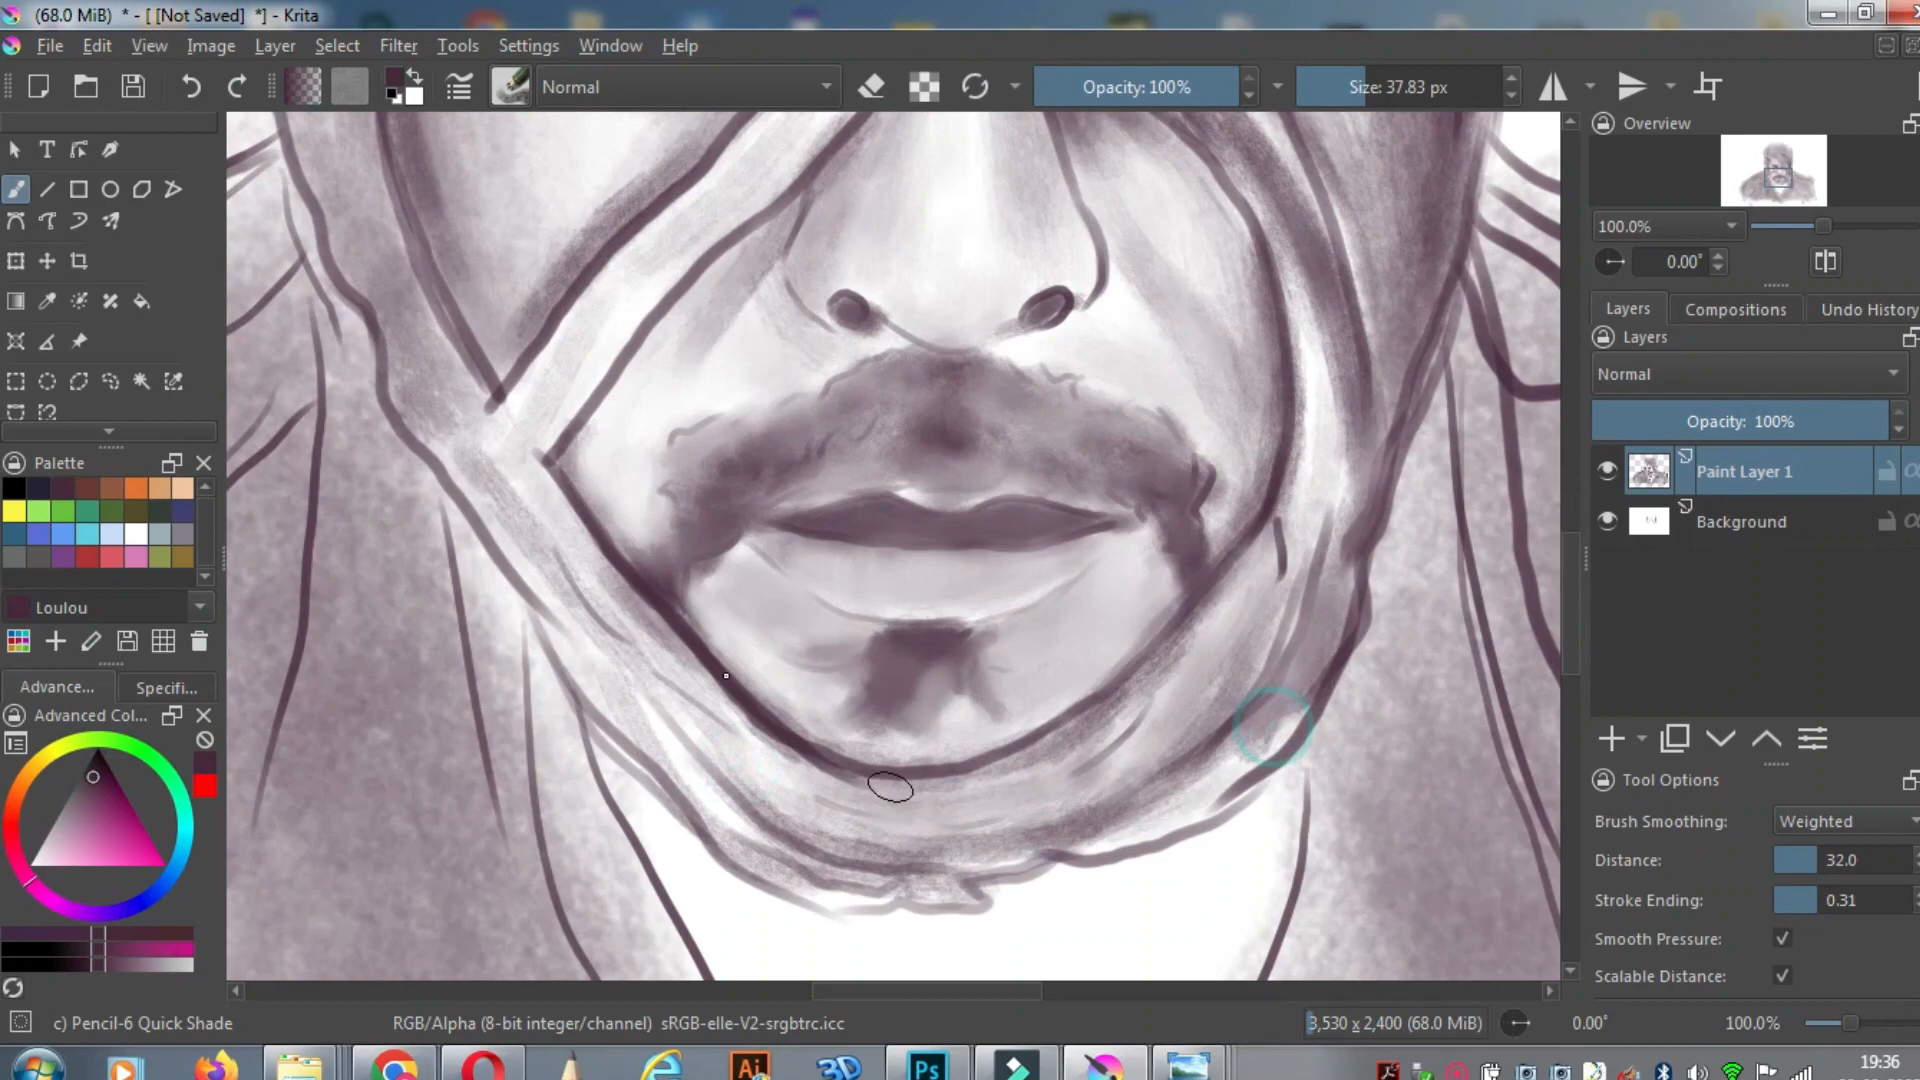 (68.0 MiB) * - [ [Not Saved] *] - Krita
File Edit View Image Layer Select Filter Tools Settings Window Help
Normal
Opacity: 100%
Size: 37.83 px
Overview
100.0%
0.00°
Layers Compositions Undo History
Layers
Normal
Opacity: 100%
Paint Layer 1
Background
Palette
Loulou
Advance... Specifi...
Advanced Col...
Tool Options
Brush Smoothing: Weighted
Distance: 32.0
Stroke Ending: 0.31
Smooth Pressure:
Scalable Distance:
c) Pencil-6 Quick Shade
RGB/Alpha (8-bit integer/channel) sRGB-elle-V2-srgbtrc.icc
3,530 x 2,400 (68.0 MiB)
0.00°
100.0%
Ai
3D
Ps
19:36